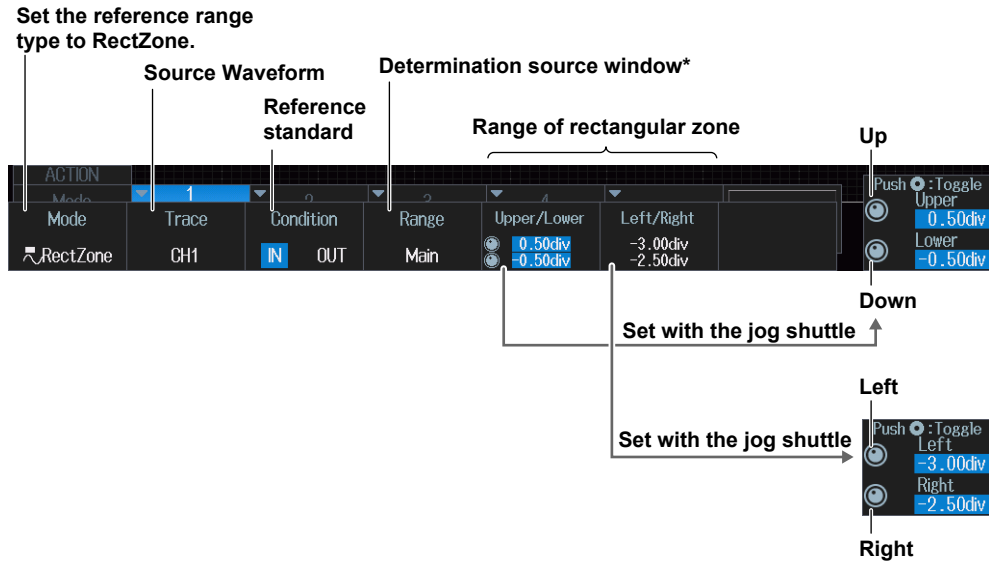 Set the reference range
type to RectZone.
Source Waveform
Determination source window*
Reference
standard
Range of rectangular zone
Up
ACTION
Mode
1
2
3
4
Mode
Trace
Condition
Range
Upper/Lower
Left/Right
RectZone
CH1
IN OUT
Main
0.50div
-0.50div
-3.00div
-2.50div
Push :Toggle
Upper
0.50div
Lower
-0.50div
Down
Set with the jog shuttle
Left
Set with the jog shuttle
Push :Toggle
Left
-3.00div
Right
-2.50div
Right